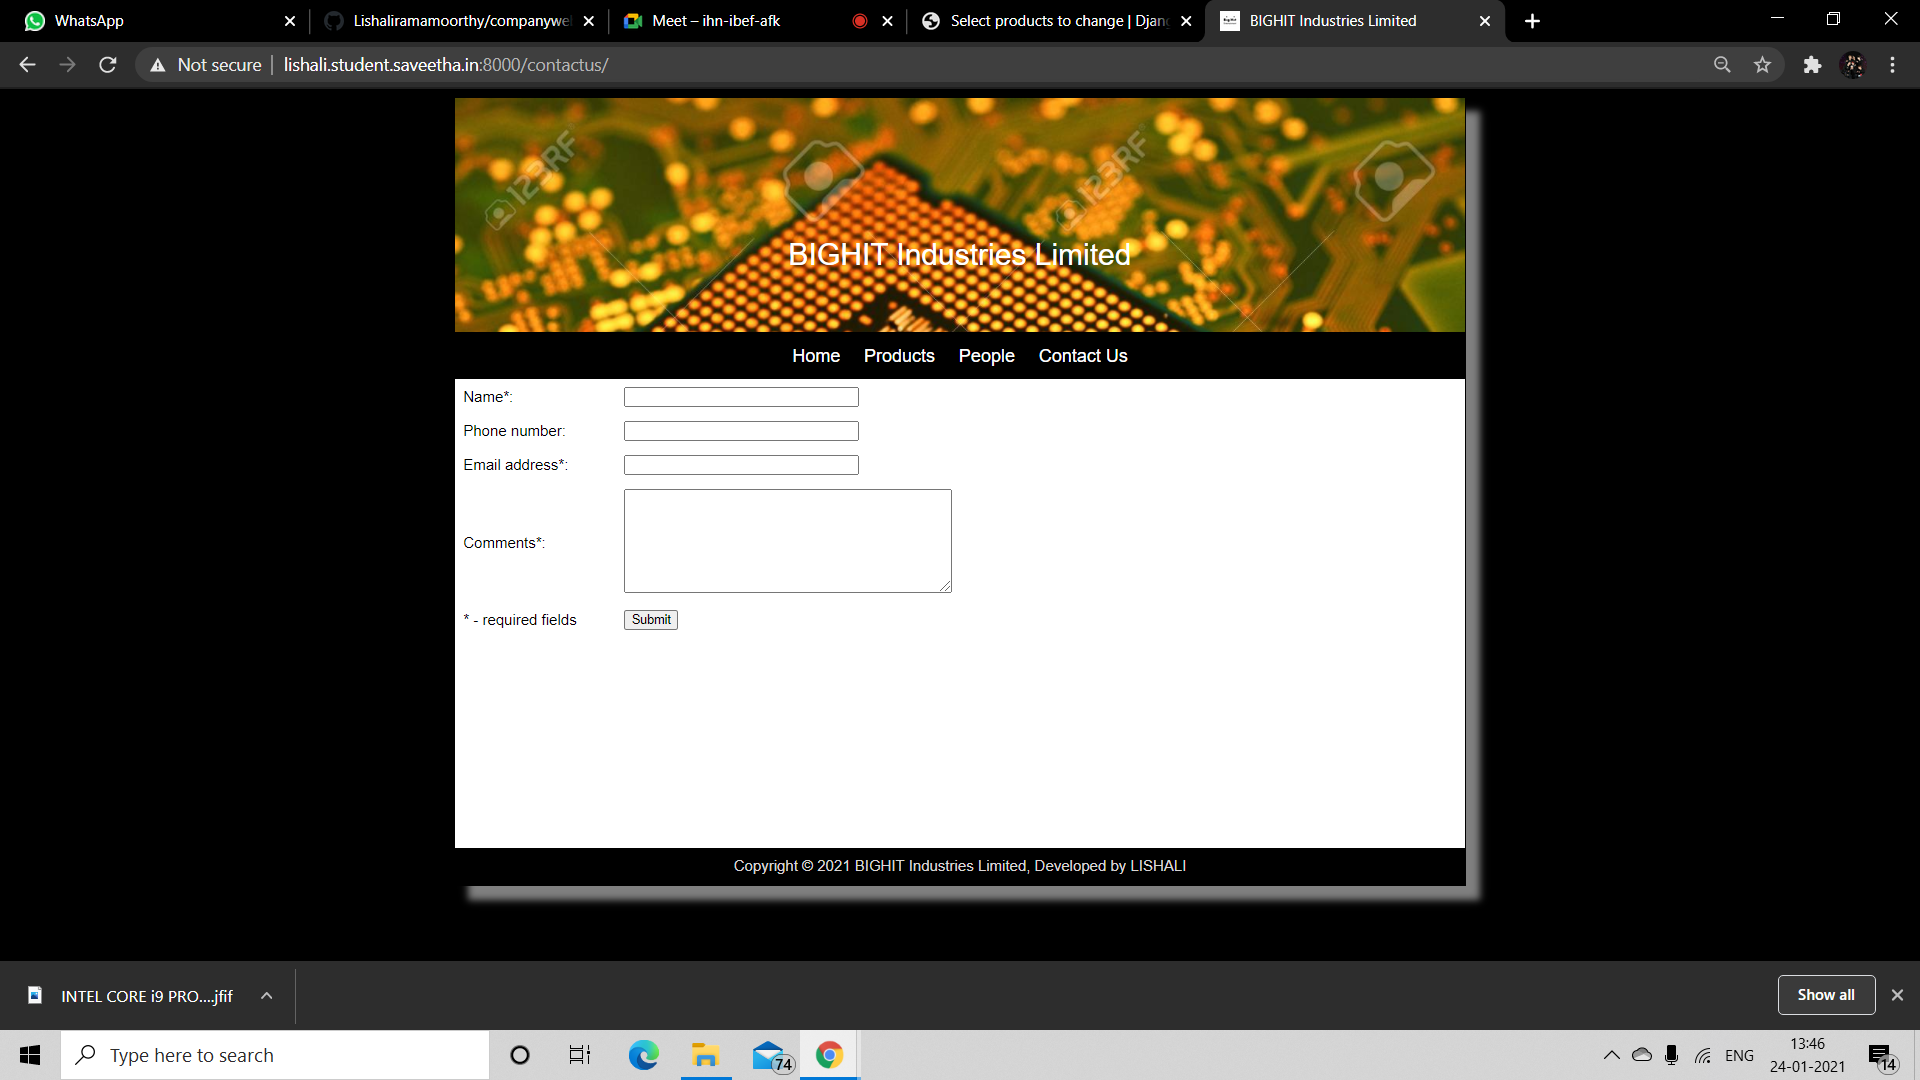 WhatsApp
Lishaliramamoorthy/companywe
Meet – ihn-ibef-afk
Select products to change | Djan
BIGHIT Industries Limited
Not secure | lishali.student.saveetha.in:8000/contactus/
123RF
123RF
BIGHIT Industries Limited
Home Products People Contact Us
Name*:
Phone number:
Email address*:
Comments*:
* - required fields Submit
Copyright © 2021 BIGHIT Industries Limited, Developed by LISHALI
INTEL CORE i9 PRO....jfif
Show all
Type here to search
74
ENG
13:46
24-01-2021
14